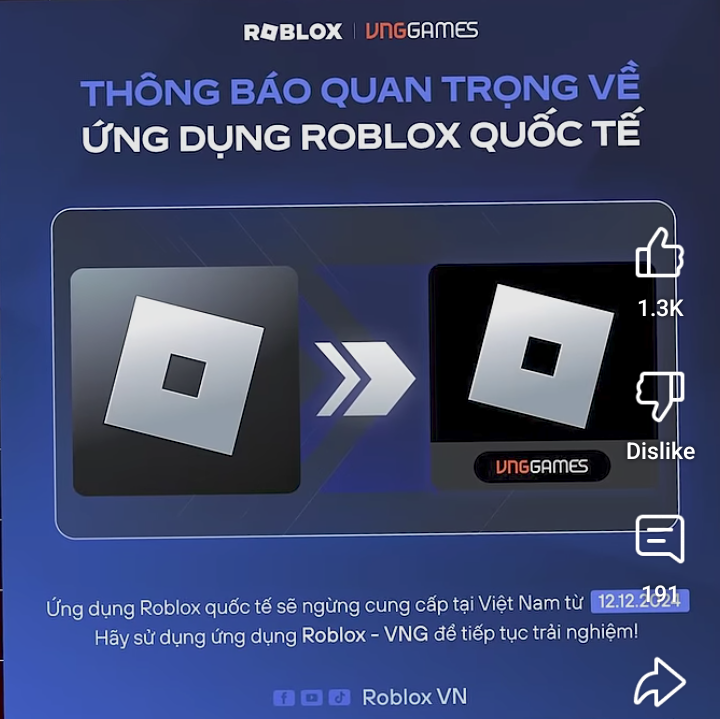 ROBLOX | VNGGAMES
THÔNG BÁO QUAN TRỌNG VỀ
ỨNG DỤNG ROBLOX QUỐC TẾ
1.3K
VNGGAMES
Dislike
191
Ứng dụng Roblox quốc tế sẽ ngừng cung cấp tại Việt Nam từ 12.12.2024
Hãy sử dụng ứng dụng Roblox - VNG để tiếp tục trải nghiệm!
Roblox VN